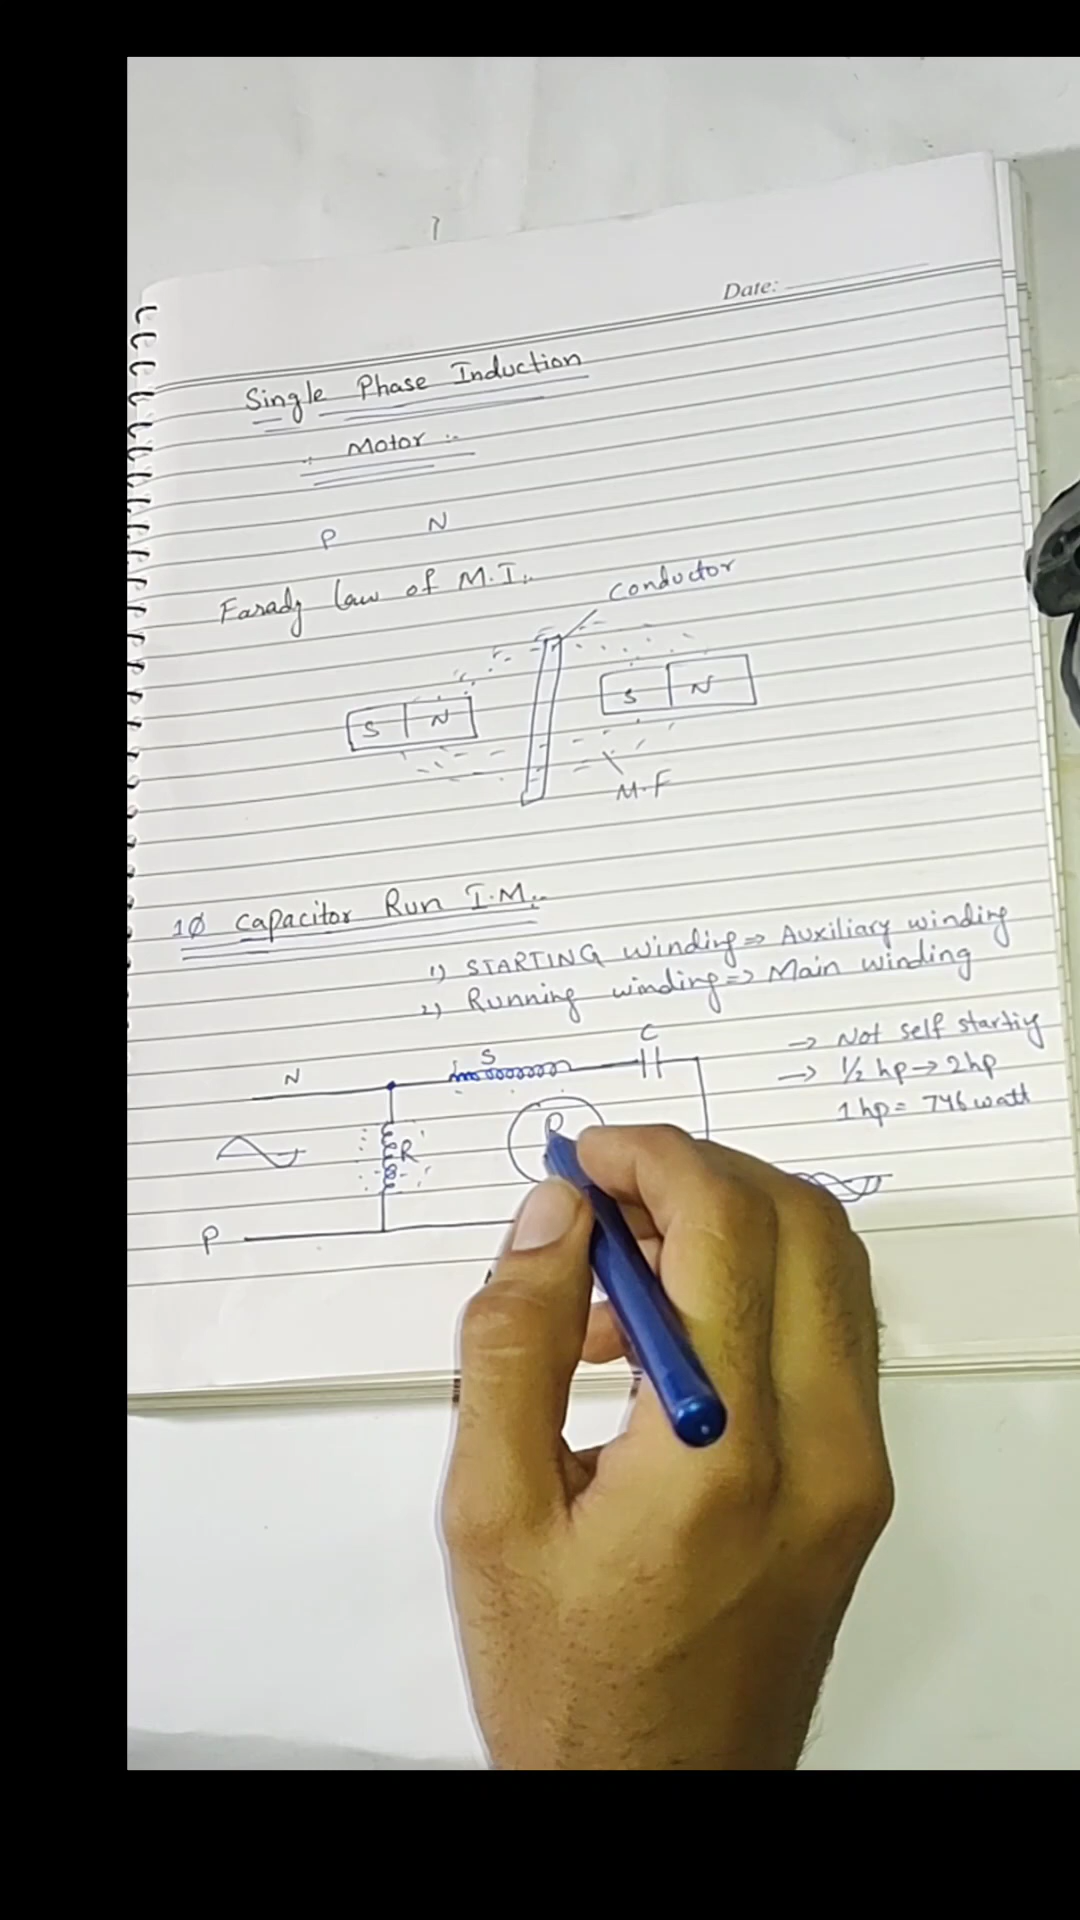 Date:
Single Phase Induction
Motor :-
P N
Farady law of M.I:-
Conductor
S N
S N
M.F
1Ø Capacitor Run I.M:-
1) STARTING winding => Auxiliary winding
2) Running winding => Main winding
→ Not self startiy
→ 1/2 hp → 2hp
1 hp = 746 watt
C
S
N
R
R
P